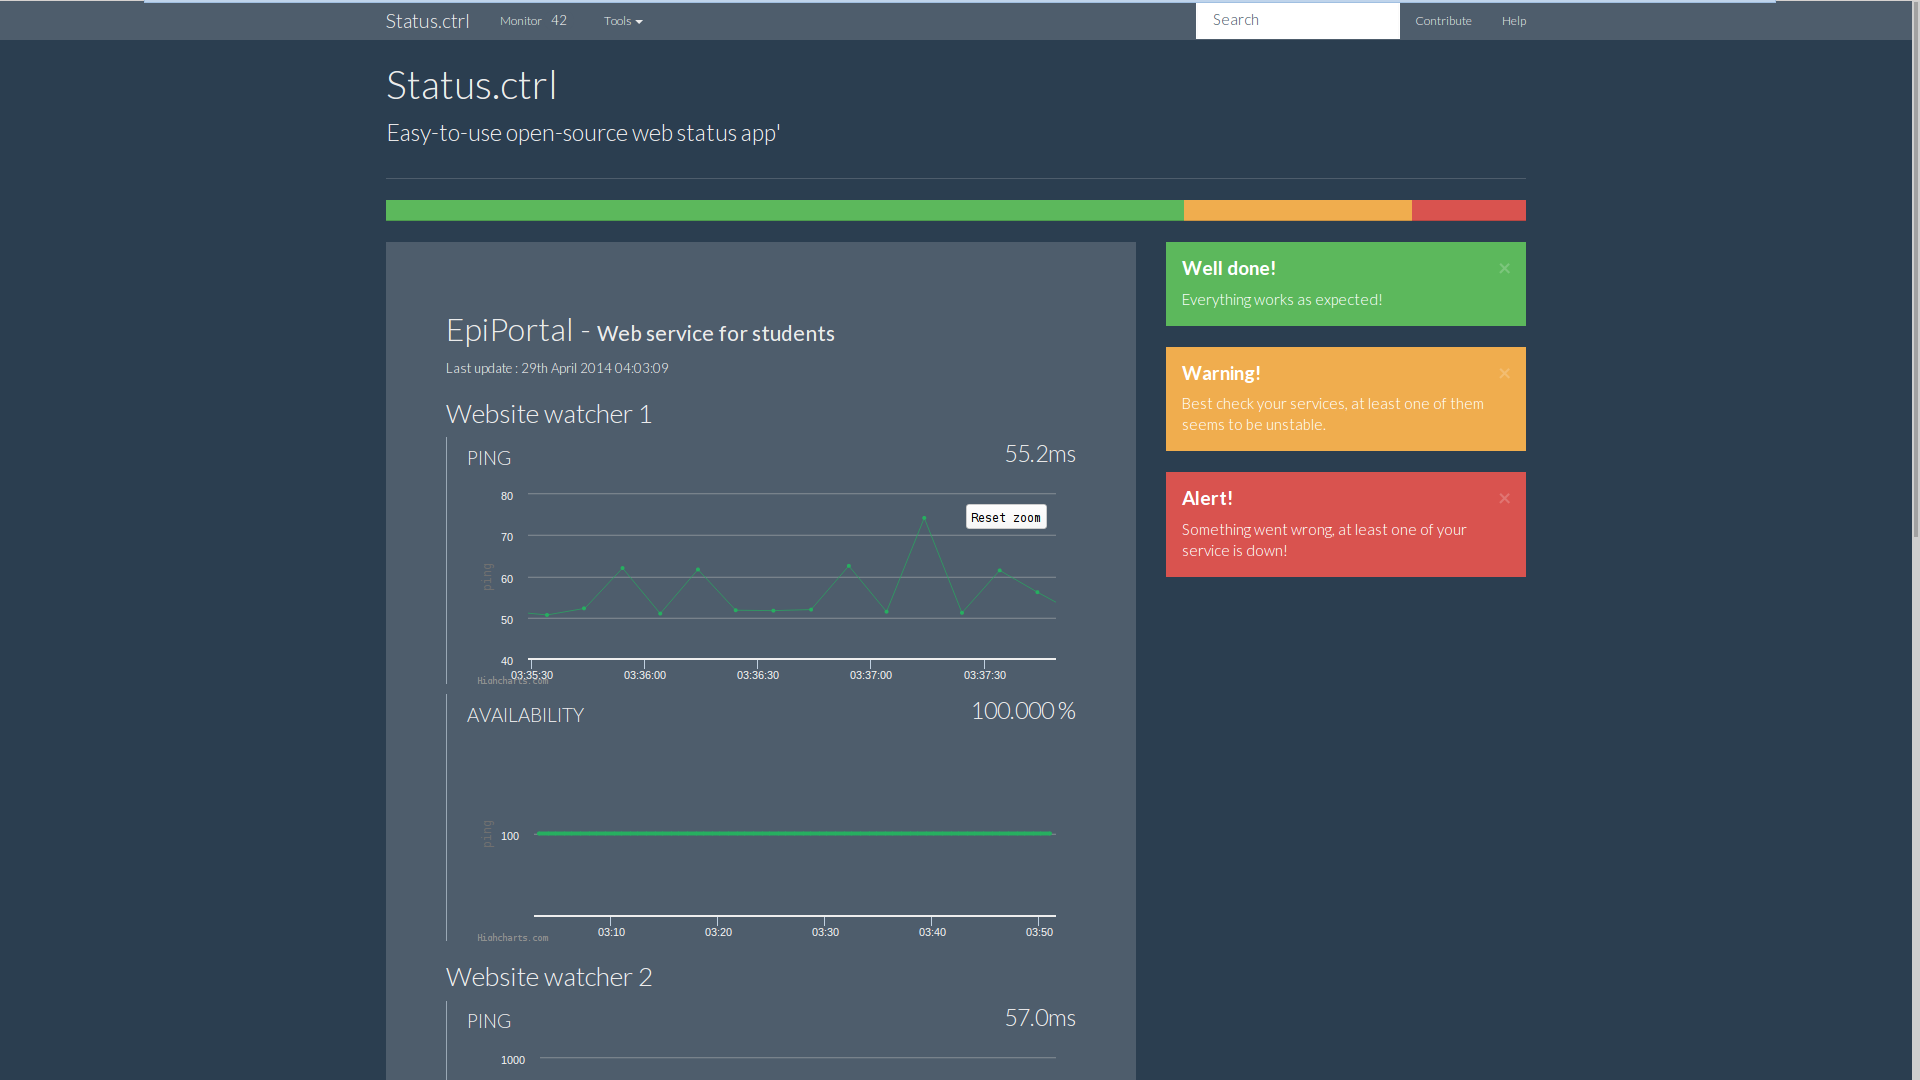 Status.ctrl Monitor 42 Tools Search Contribute Help
Status.ctrl
Easy-to-use open-source web status app'
EpiPortal - Web service for students
Last update : 29th April 2014 04:03:09
Website watcher 1
PING 55.2ms
Reset zoom
80
70
60
50
40
ping
03:35:30 03:36:00 03:36:30 03:37:00 03:37:30
Highcharts.com
AVAILABILITY 100.000 %
ping
100
03:10 03:20 03:30 03:40 03:50
Highcharts.com
Website watcher 2
PING 57.0ms
1000
Well done! ×
Everything works as expected!
Warning! ×
Best check your services, at least one of them
seems to be unstable.
Alert! ×
Something went wrong, at least one of your
service is down!